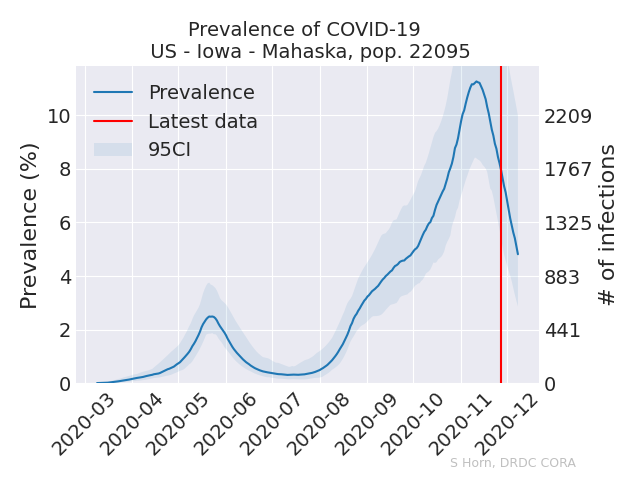 Prevalence of COVID-19
US - Iowa - Mahaska, pop. 22095
Prevalence
Latest data
95CI
Prevalence (%)
10
8
6
4
2
0
2209
1767
1325
883
441
0
# of infections
2020-03
2020-04
2020-05
2020-06
2020-07
2020-08
2020-09
2020-10
2020-11
2020-12
S Horn, DRDC CORA